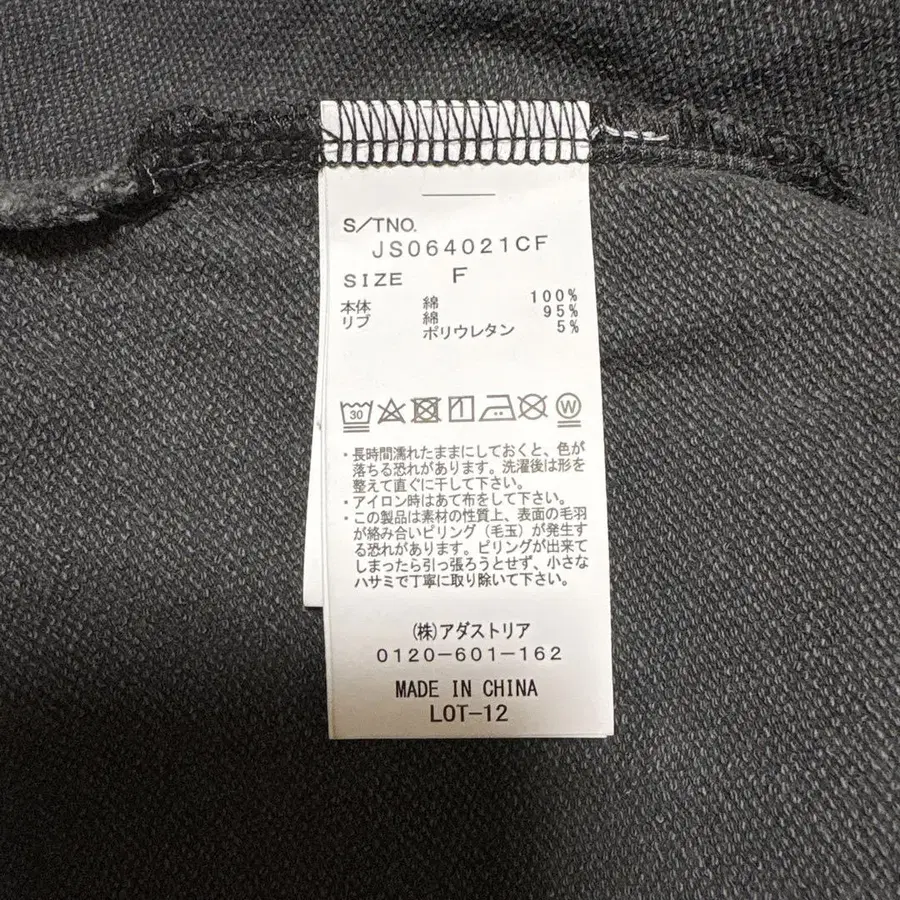 S/TNO.
JS064021CF
SIZE F
本体 綿 100%
リブ 綿 95%
ポリウレタン 5%
30
1
W
・長時間濡れたままにしておくと、色が
落ちる恐れがあります。洗濯後は形を
整えて直ぐに干して下さい。
・アイロン時はあて布をして下さい。
・この製品は素材の性質上、表面の毛羽
が絡み合いピリング（毛玉）が発生す
る恐れがあります。ピリングが出来て
しまったら引っ張ろうとせず、小さな
ハサミで丁寧に取り除いて下さい。
(株)アダストリア
0120-601-162
MADE IN CHINA
LOT-12